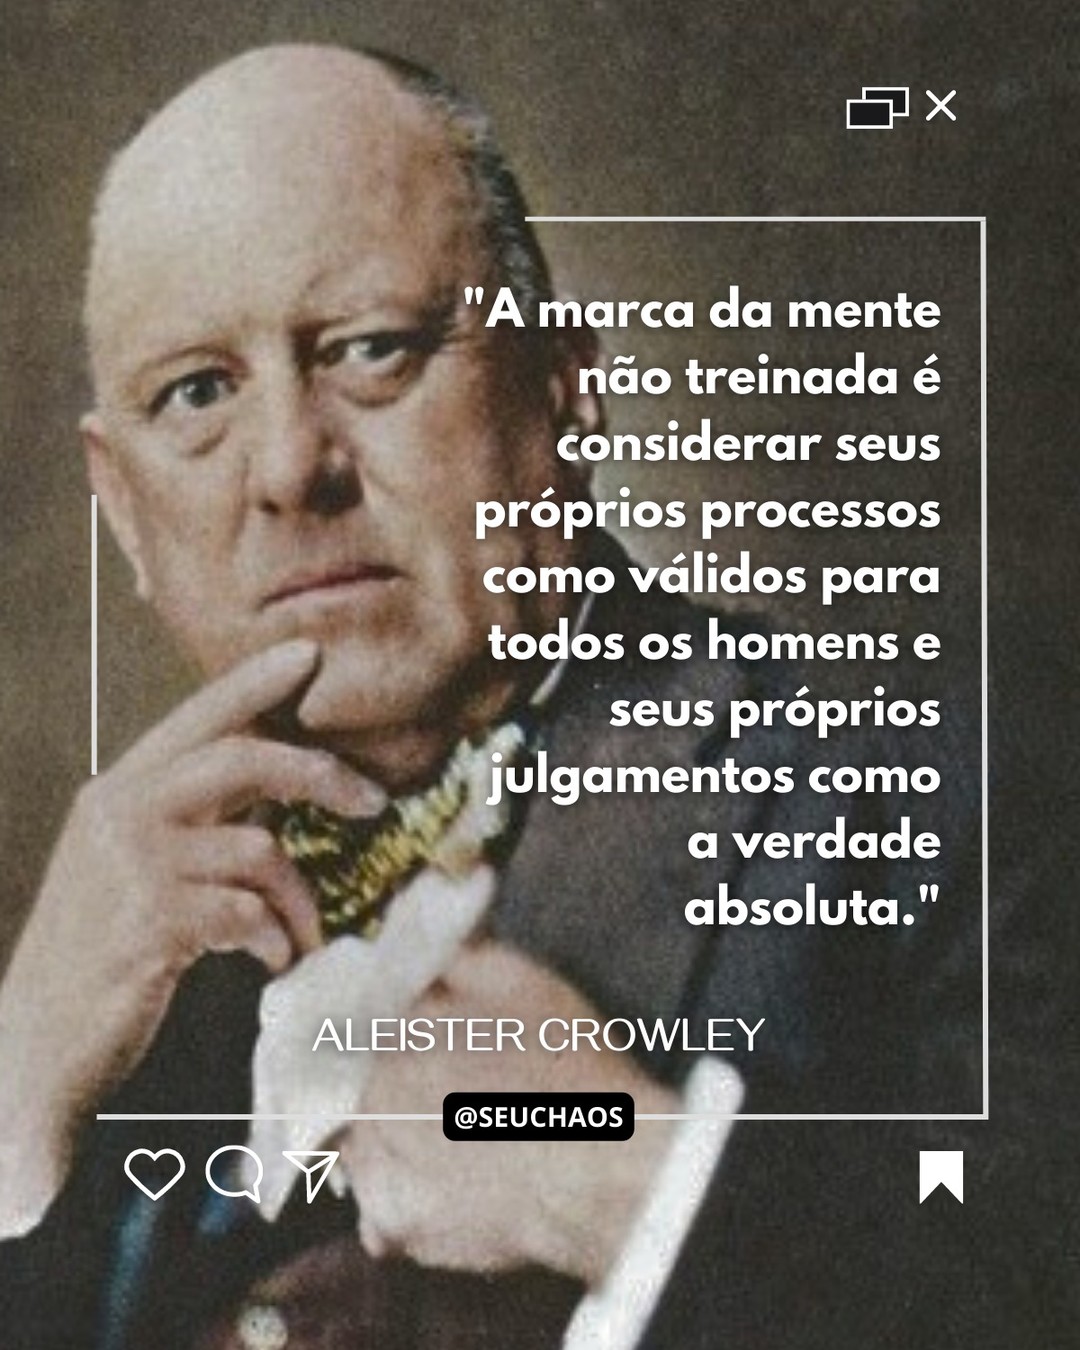 "A marca da mente
não treinada é
considerar seus
próprios processos
como válidos para
todos os homens e
seus próprios
julgamentos como
a verdade
absoluta."
ALEISTER CROWLEY
@SEUCHAOS